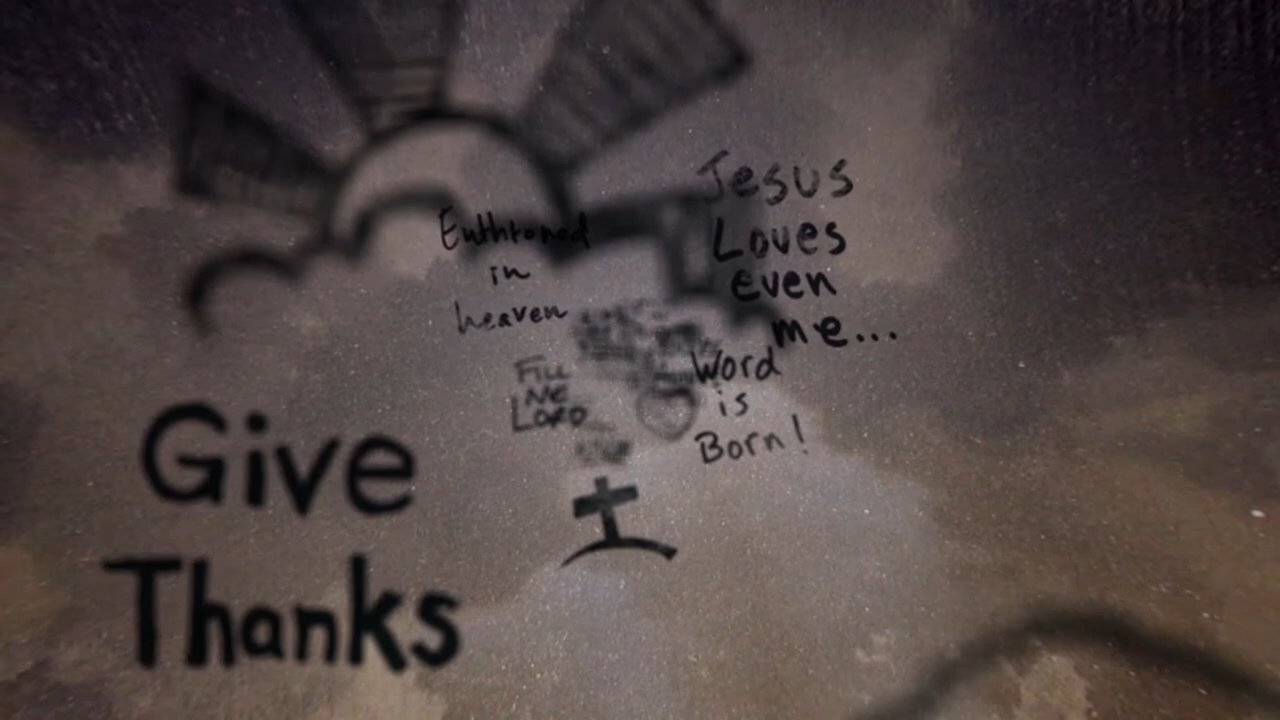 Jesus
Loves
even
me...
Enthroned
in
heaven
FILL
ME
LORD
Word
is
Born!
Give
Thanks